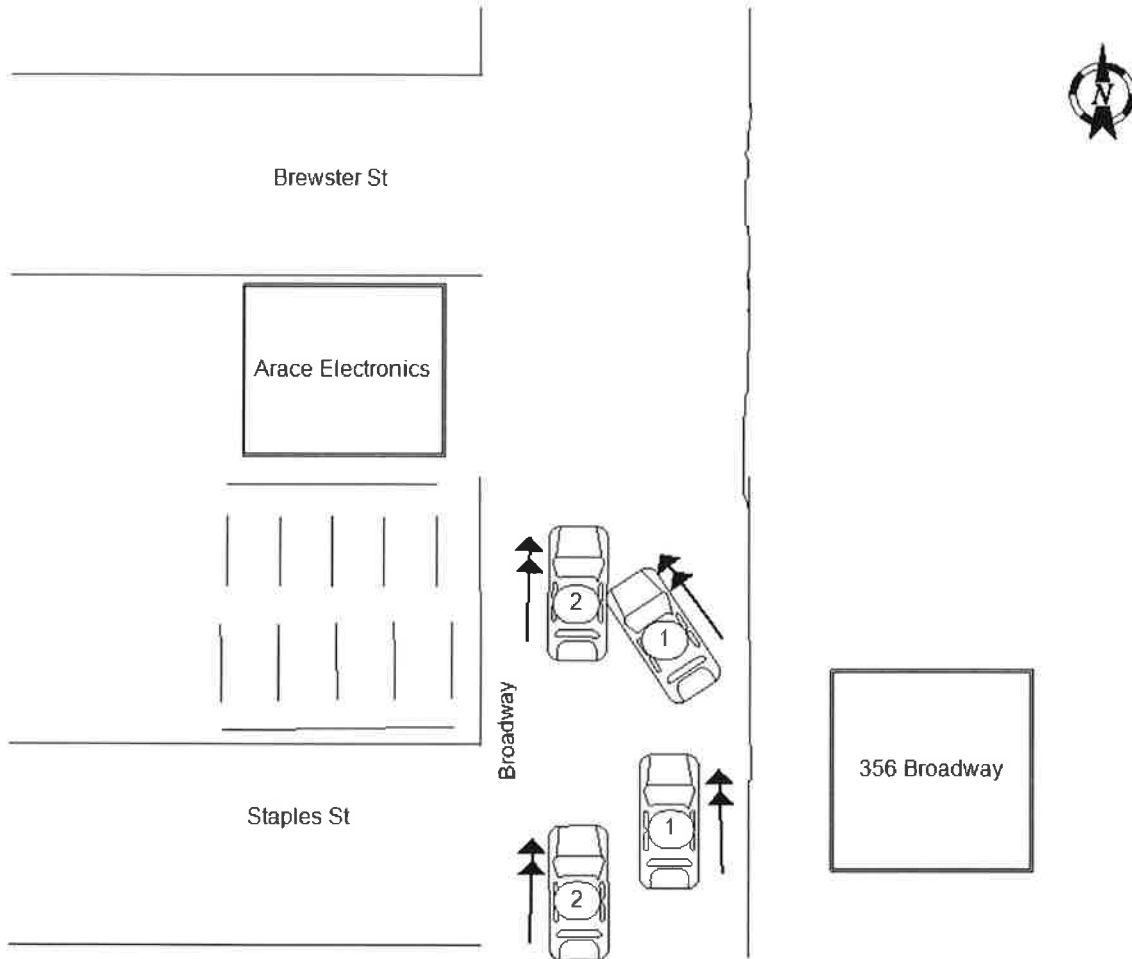 N
Brewster St
Arace Electronics
2
1
Broadway
356 Broadway
Staples St
1
2